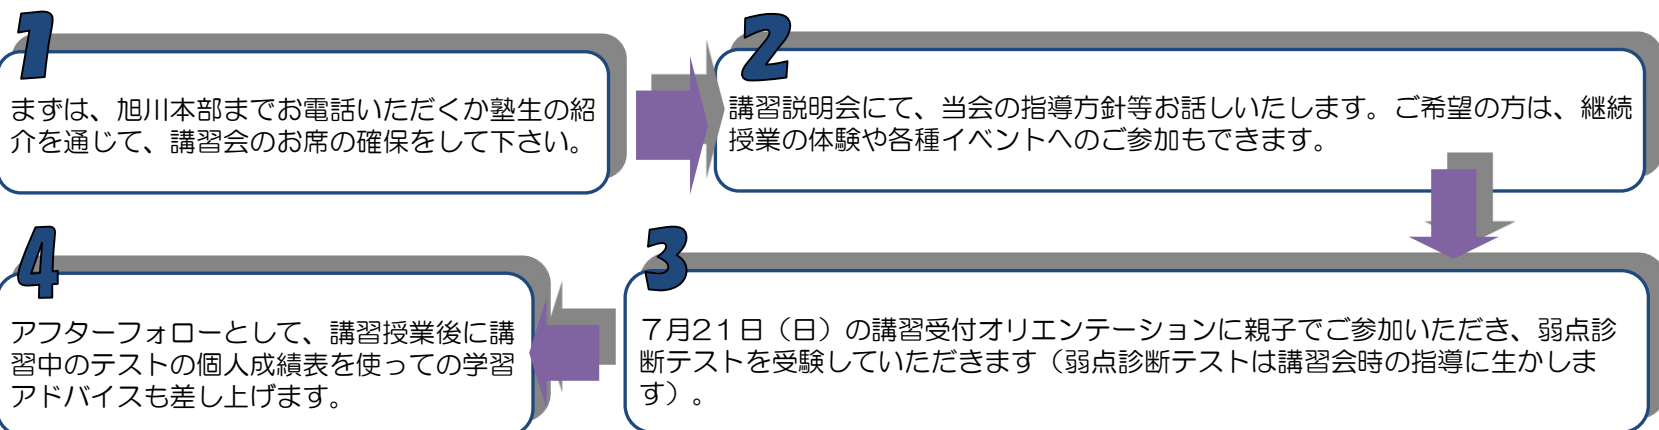 1
まずは、旭川本部までお電話いただくか塾生の紹
介を通じて、講習会のお席の確保をして下さい。
2
講習説明会にて、当会の指導方針等お話しいたします。ご希望の方は、継続
授業の体験や各種イベントへのご参加もできます。
3
７月２１日（日）の講習受付オリエンテーションに親子でご参加いただき、弱点診
断テストを受験していただきます（弱点診断テストは講習会時の指導に生かしま
す）。
4
アフターフォローとして、講習授業後に講
習中のテストの個人成績表を使っての学習
アドバイスも差し上げます。